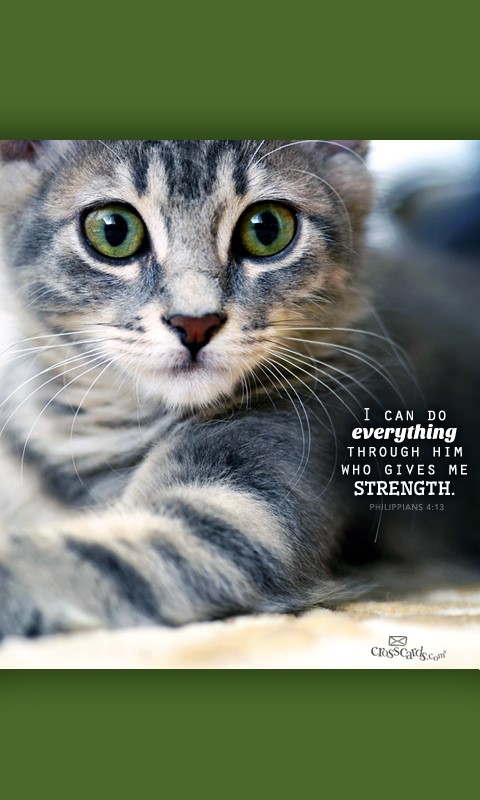 I CAN DO
everything
THROUGH HIM
WHO GIVES ME
STRENGTH.
PHILIPPIANS 4:13
crosscards.com